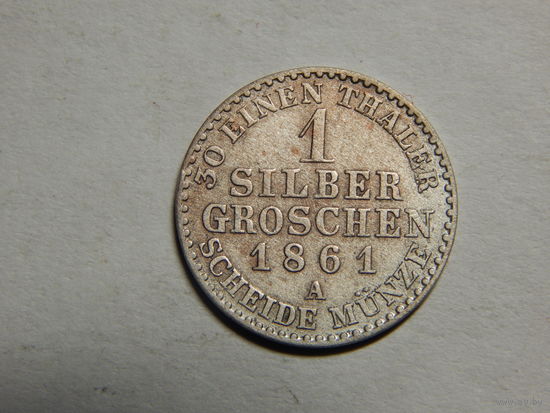 30 EINEN THALER
1
SILBER
GROSCHEN
1861
A
SCHEIDE MÜNZE